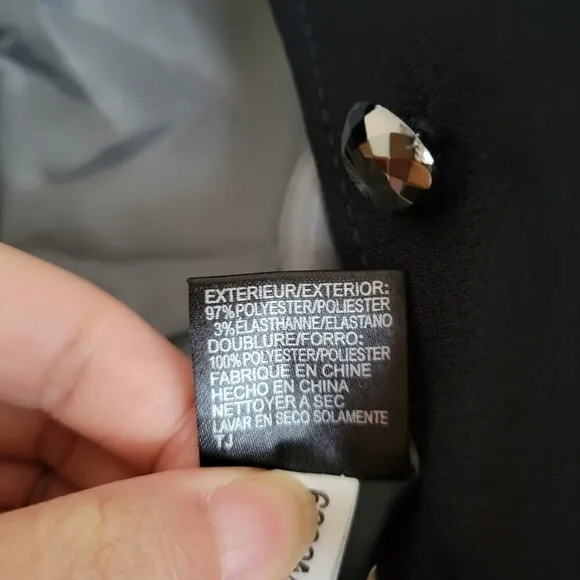 EXTERIEUR/EXTERIOR:
97%POLYESTER/POLIESTER
3%ÉLASTHANNE/ELASTANO
DOUBLURE/FORRO:
100%POLYESTER/POLIESTER
FABRIQUE EN CHINE
HECHO EN CHINA
NETTOYER A SEC
LAVAR EN SECO SOLAMENTE
TJ